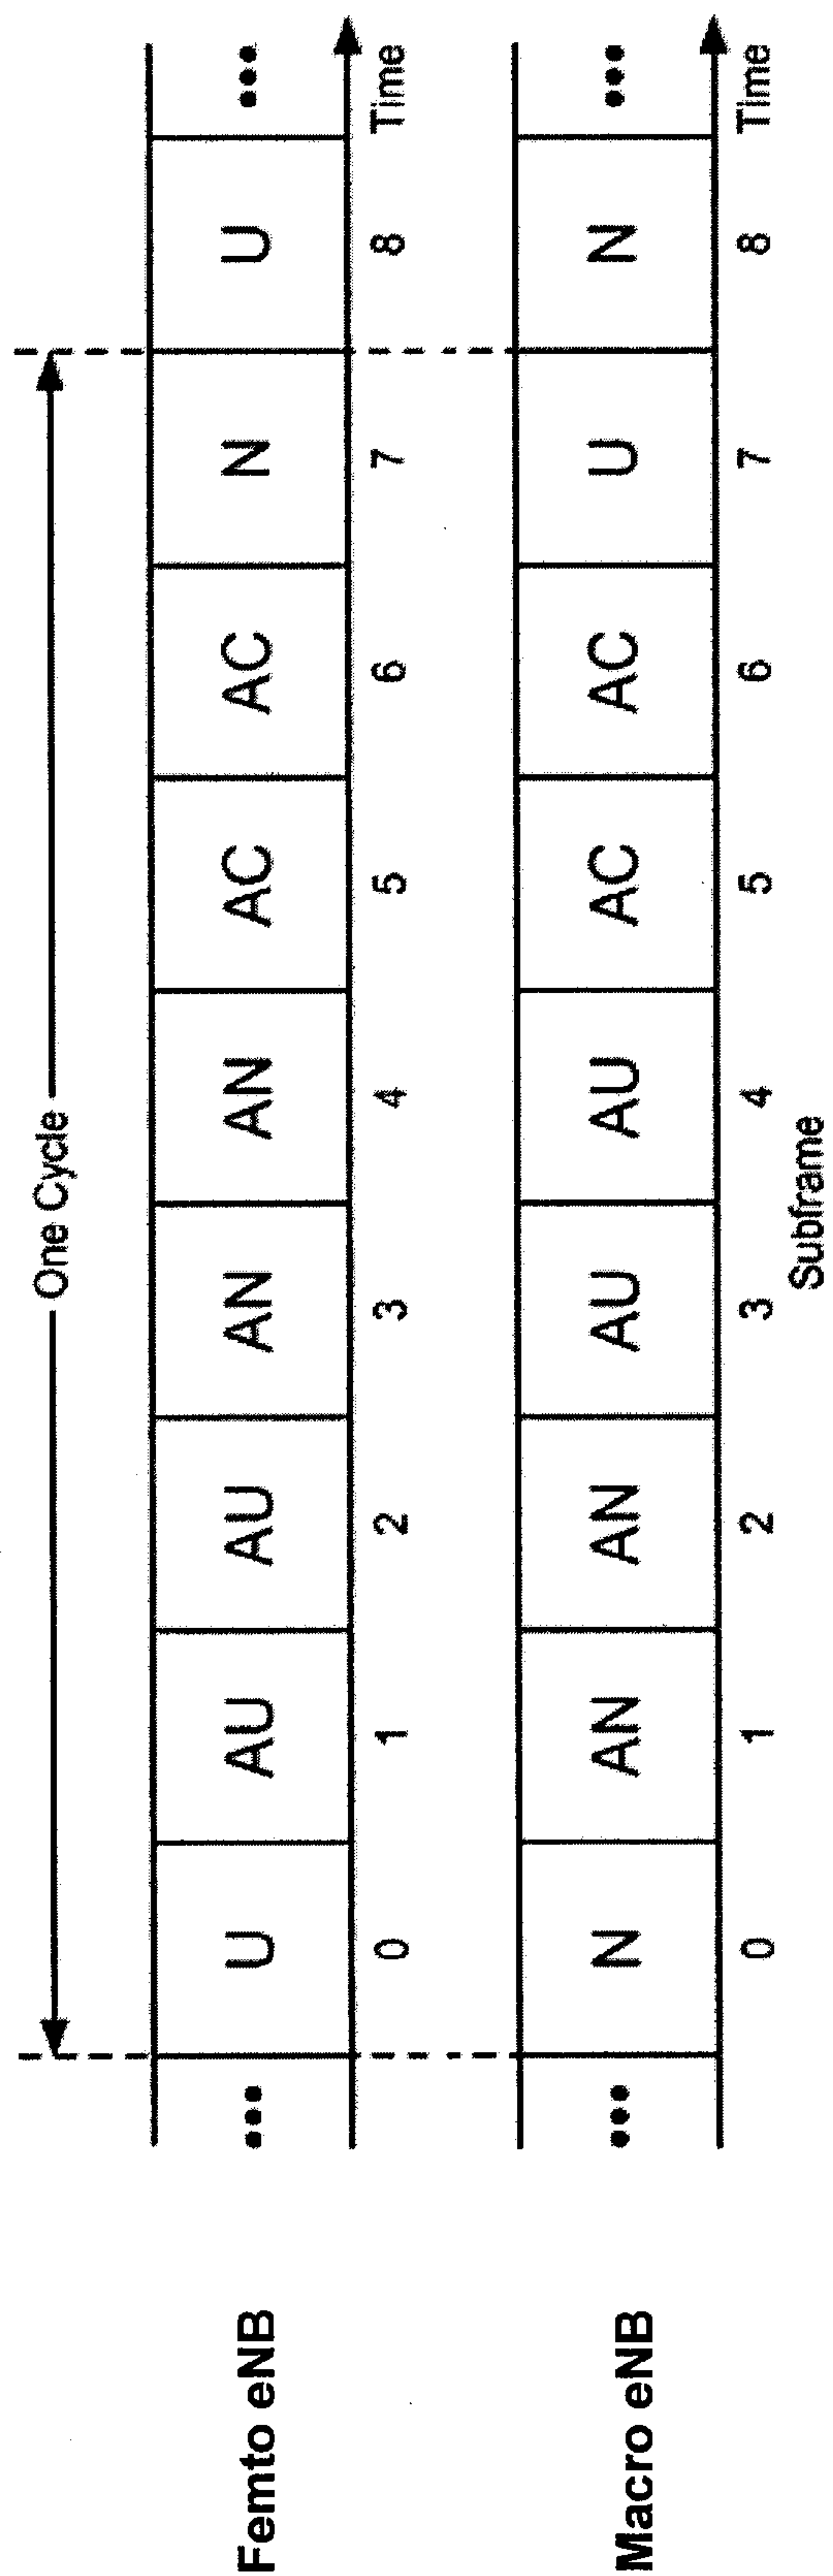 One Cycle
Femto eNB
••• U AU AU AN AN AC AC N U •••
0 1 2 3 4 5 6 7 8 Time
Macro eNB
••• N AN AN AU AU AC AC U N •••
0 1 2 3 4 5 6 7 8 Time
Subframe